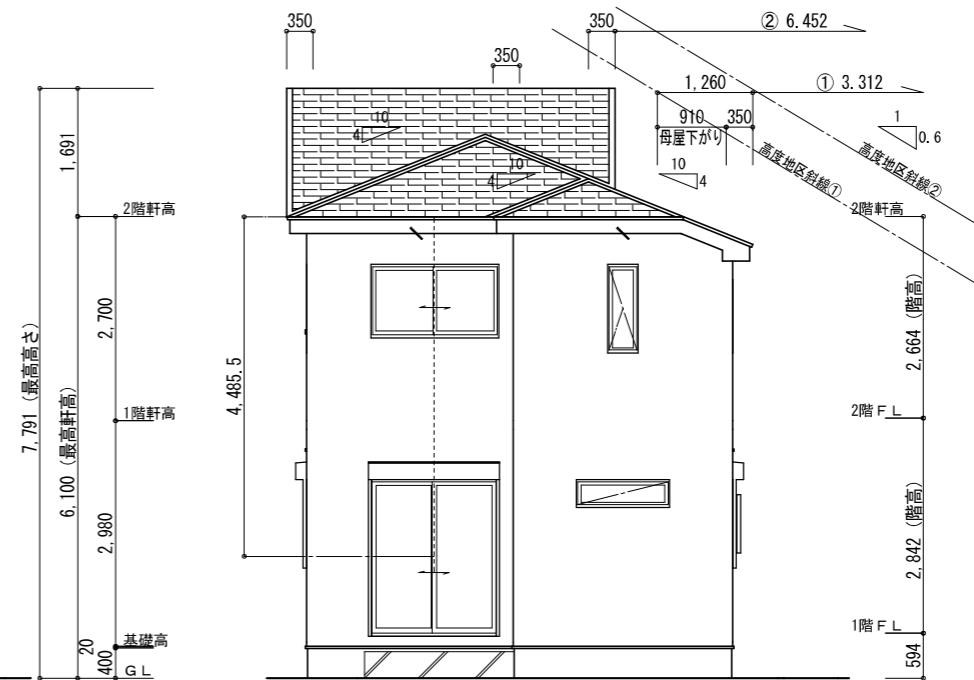 350
350
② 6.452
350
1,260
① 3.312
910
350
母屋下がり
1
0.6
10
4
10
4
10
4
高度地区斜線①
高度地区斜線②
1,691
2階軒高
2階軒高
7,791 (最高高さ)
6,100 (最高軒高)
2,700
4,485.5
2,664 (階高)
1階軒高
2階ＦＬ
2,980
2,842 (階高)
基礎高
1階ＦＬ
20
400
ＧＬ
594